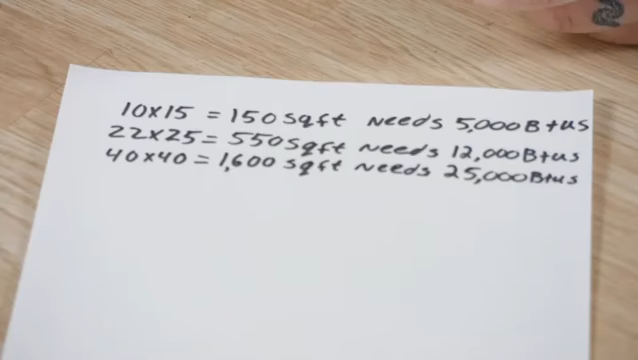 10x15 = 150 sqft needs 5,000 Btus
22x25 = 550 sqft needs 12,000 Btus
40x40 = 1,600 sqft needs 25,000 Btus